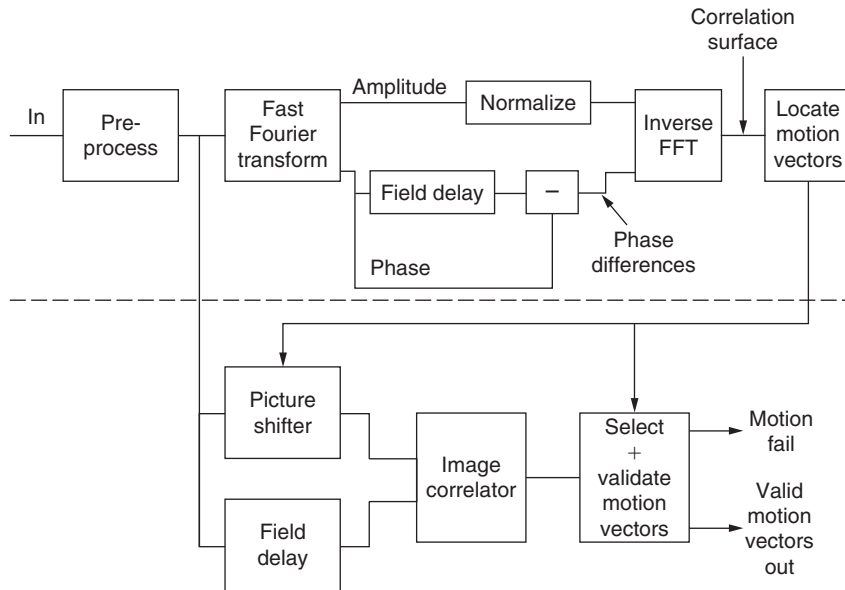 Correlation
surface
In
Pre-
process
Fast
Fourier
transform
Amplitude
Normalize
Inverse
FFT
Locate
motion
vectors
Field delay
−
Phase
Phase
differences
Picture
shifter
Image
correlator
Select
+
validate
motion
vectors
Motion
fail
Field
delay
Valid
motion
vectors
out